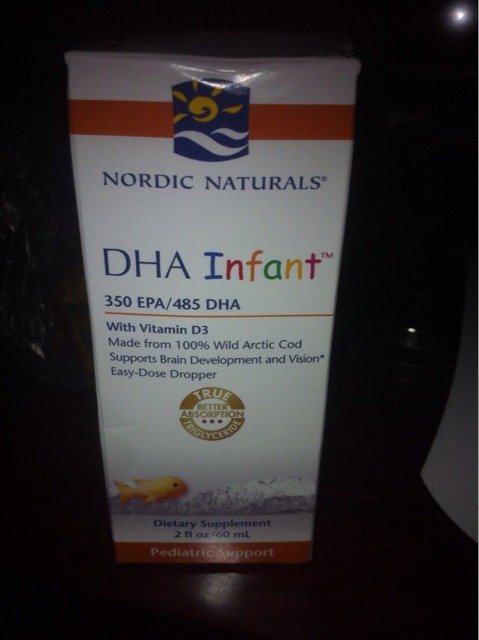 NORDIC NATURALS®
DHA Infant™
350 EPA/485 DHA
With Vitamin D3
Made from 100% Wild Arctic Cod
Supports Brain Development and Vision*
Easy-Dose Dropper
TRUE
BETTER
ABSORPTION
TRIGLYCERIDE
Dietary Supplement
2 fl oz/60 mL
Pediatric Support